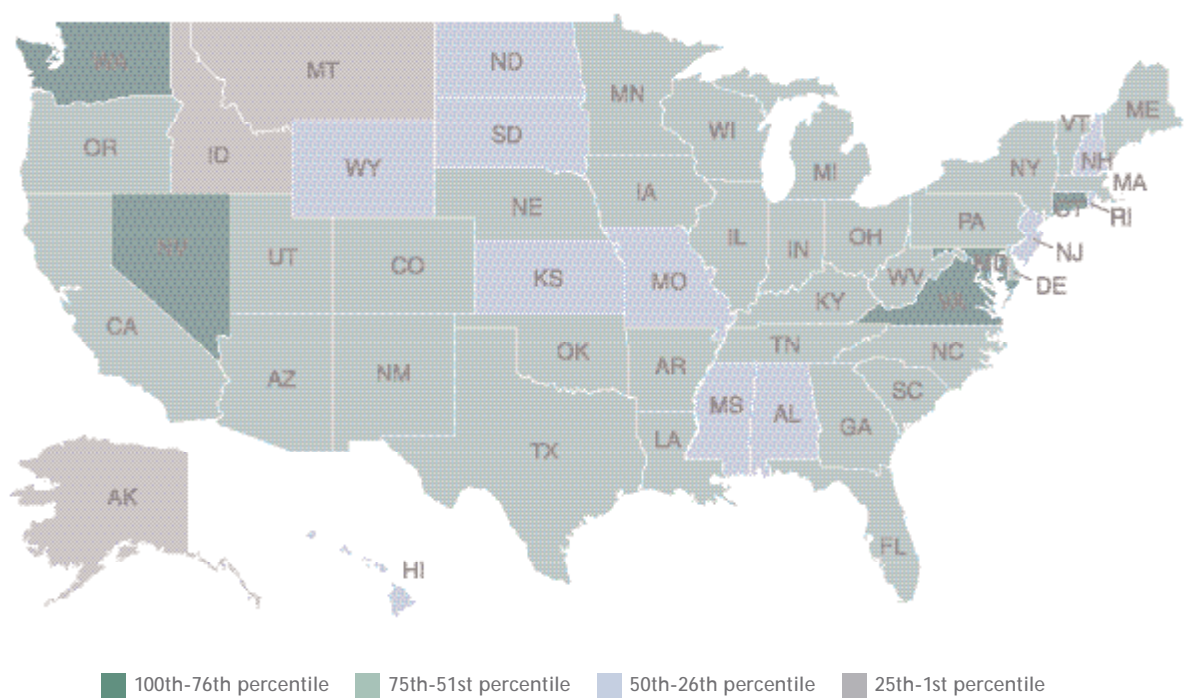 WA
MT
ND
MN
OR
ID
WY
SD
WI
MI
NY
VT
ME
NH
MA
CT
RI
NV
UT
CO
NE
IA
IL
IN
OH
PA
NJ
MD
DE
CA
KS
MO
KY
WV
VA
AZ
NM
OK
AR
TN
NC
SC
MS
AL
GA
LA
TX
FL
AK
HI
100th-76th percentile 75th-51st percentile 50th-26th percentile 25th-1st percentile